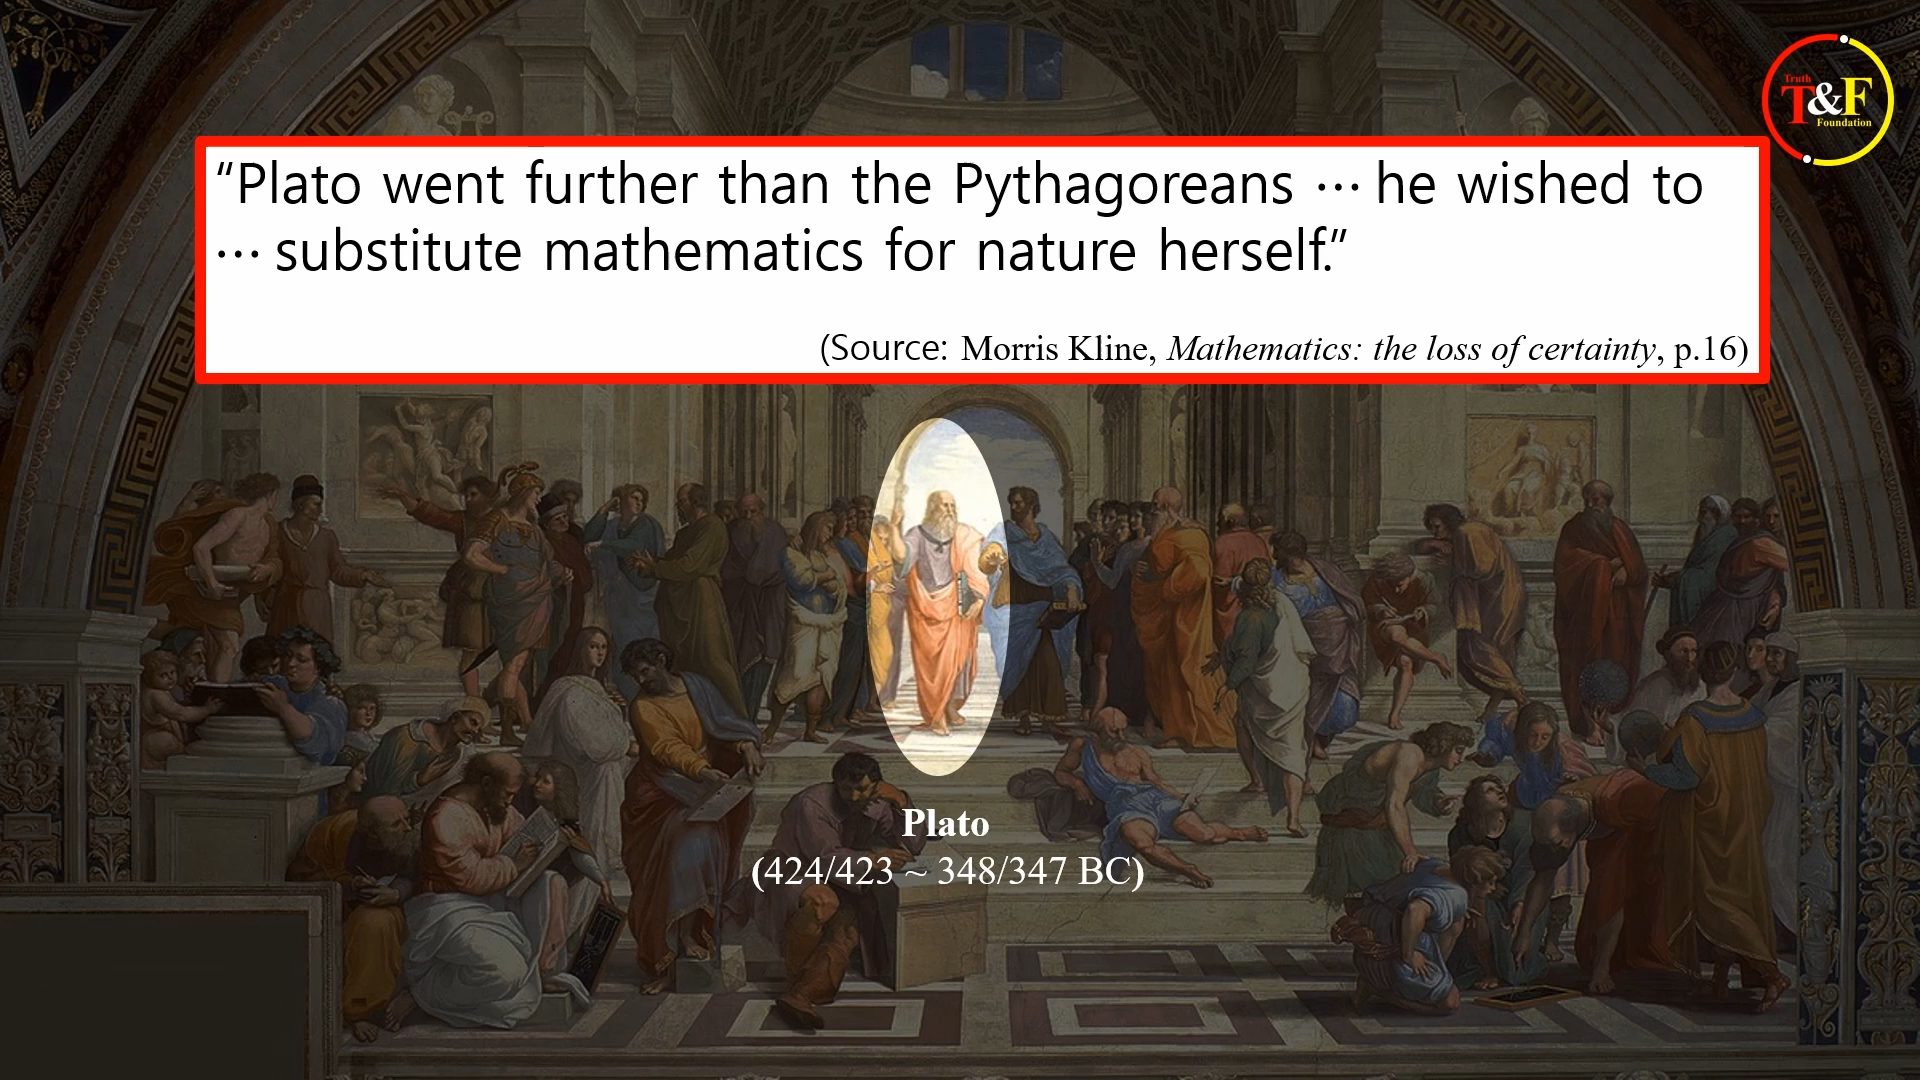 Truth
T&F
Foundation
“Plato went further than the Pythagoreans ⋯ he wished to
⋯ substitute mathematics for nature herself.”
(Source: Morris Kline, Mathematics: the loss of certainty, p.16)
Plato
(424/423 ~ 348/347 BC)